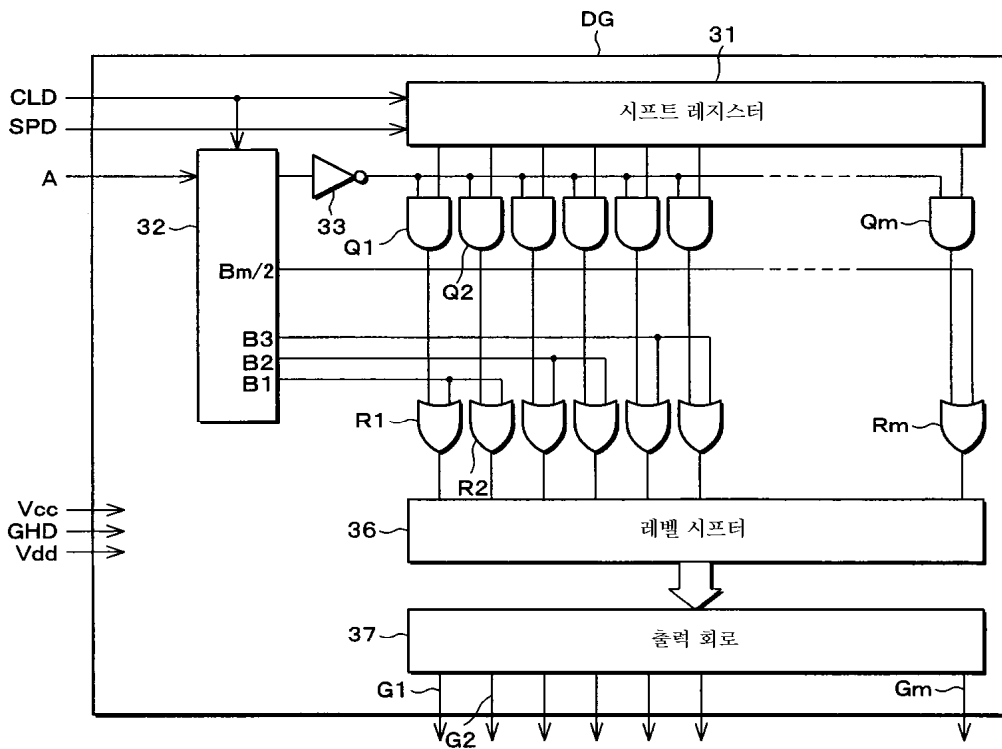 DG
31
CLD
SPD
시프트 레지스터
A
32
33
Q1
Q2
Qm
Bm/2
B3
B2
B1
R1
R2
Rm
Vcc
GHD
Vdd
36
레벨 시프터
37
출력 회로
G1
G2
Gm